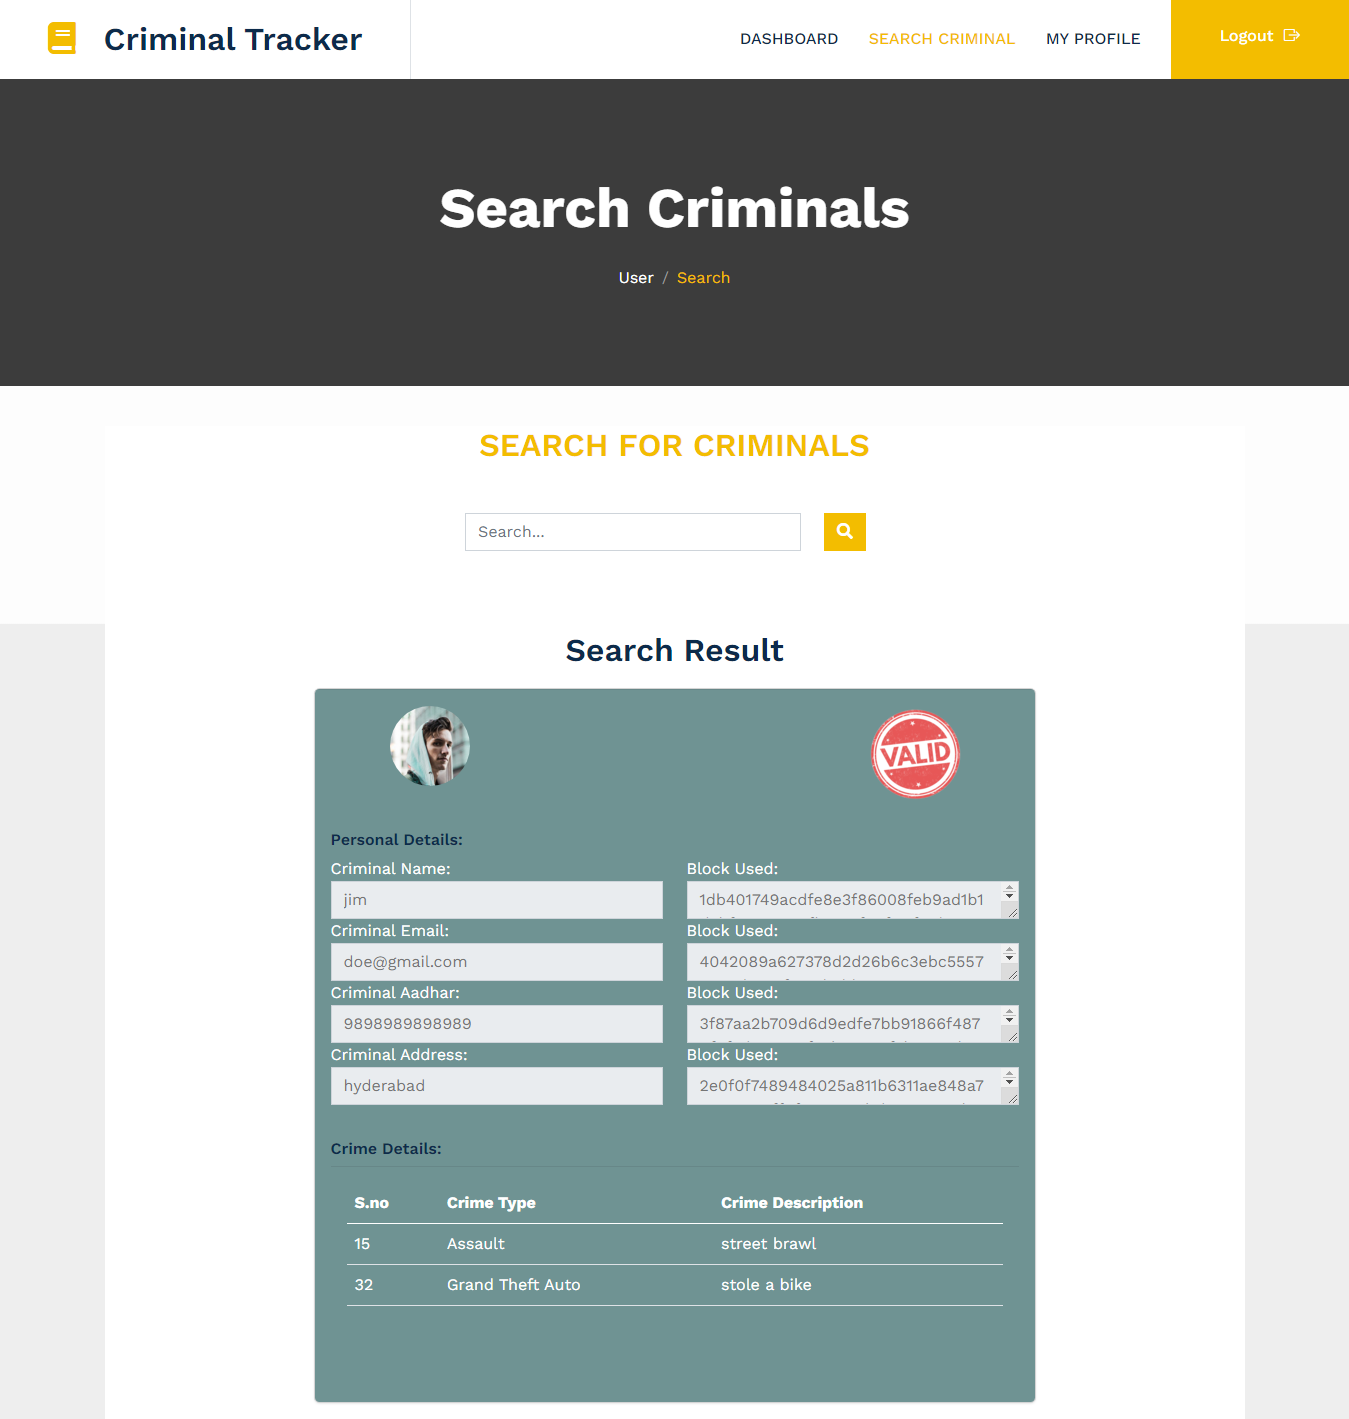 Criminal Tracker
DASHBOARD SEARCH CRIMINAL MY PROFILE Logout
Search Criminals
User / Search
SEARCH FOR CRIMINALS
Search...
Search Result
VALID
Personal Details:
Criminal Name: Block Used:
jim 1db401749acdfe8e3f86008feb9ad1b1
Criminal Email: Block Used:
doe@gmail.com 4042089a627378d2d26b6c3ebc5557
Criminal Aadhar: Block Used:
9898989898989 3f87aa2b709d6d9edfe7bb91866f487
Criminal Address: Block Used:
hyderabad 2e0f0f7489484025a811b6311ae848a7
Crime Details:
S.no Crime Type Crime Description
15 Assault street brawl
32 Grand Theft Auto stole a bike